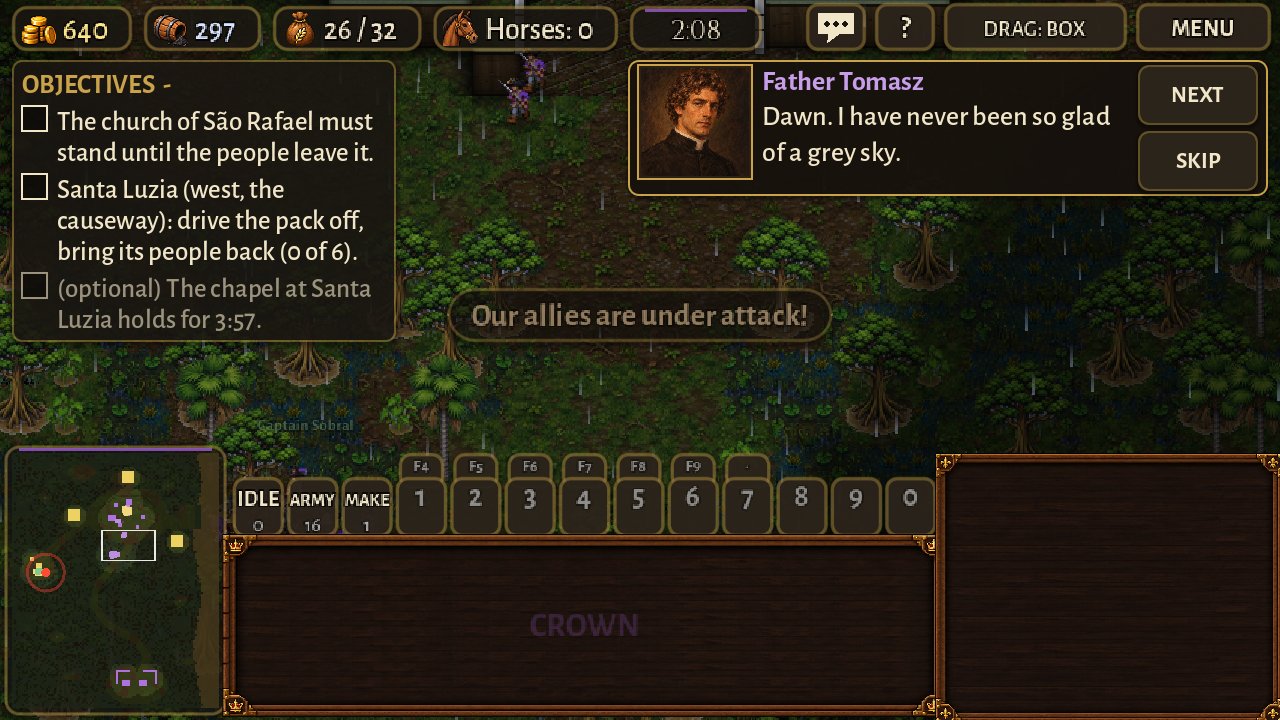 640
297
26 / 32
Horses: 0
2:08
?
DRAG: BOX
MENU
OBJECTIVES -
The church of São Rafael must
stand until the people leave it.
Santa Luzia (west, the
causeway): drive the pack off,
bring its people back (0 of 6).
(optional) The chapel at Santa
Luzia holds for 3:57.
Father Tomasz
Dawn. I have never been so glad
of a grey sky.
NEXT
SKIP
Our allies are under attack!
Captain Sobral
F4 F5 F6 F7 F8 F9
IDLE ARMY MAKE 1 2 3 4 5 6 7 8 9 0
0 16 1
CROWN